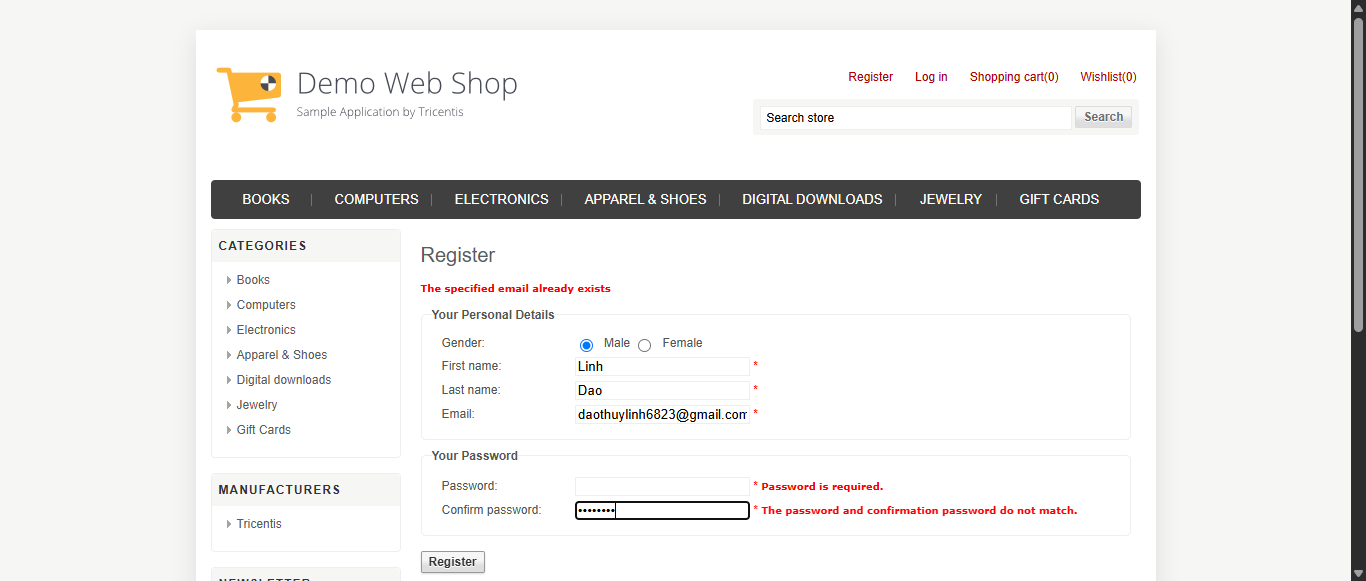 Demo Web Shop
Sample Application by Tricentis
Register Log in Shopping cart(0) Wishlist(0)
Search store Search
BOOKS COMPUTERS ELECTRONICS APPAREL & SHOES DIGITAL DOWNLOADS JEWELRY GIFT CARDS
CATEGORIES
Books
Computers
Electronics
Apparel & Shoes
Digital downloads
Jewelry
Gift Cards
MANUFACTURERS
Tricentis
NEWSLETTER
Register
The specified email already exists
Your Personal Details
Gender: Male Female
First name: Linh *
Last name: Dao *
Email: daothuylinh6823@gmail.com *
Your Password
Password: * Password is required.
Confirm password: •••••••• * The password and confirmation password do not match.
Register